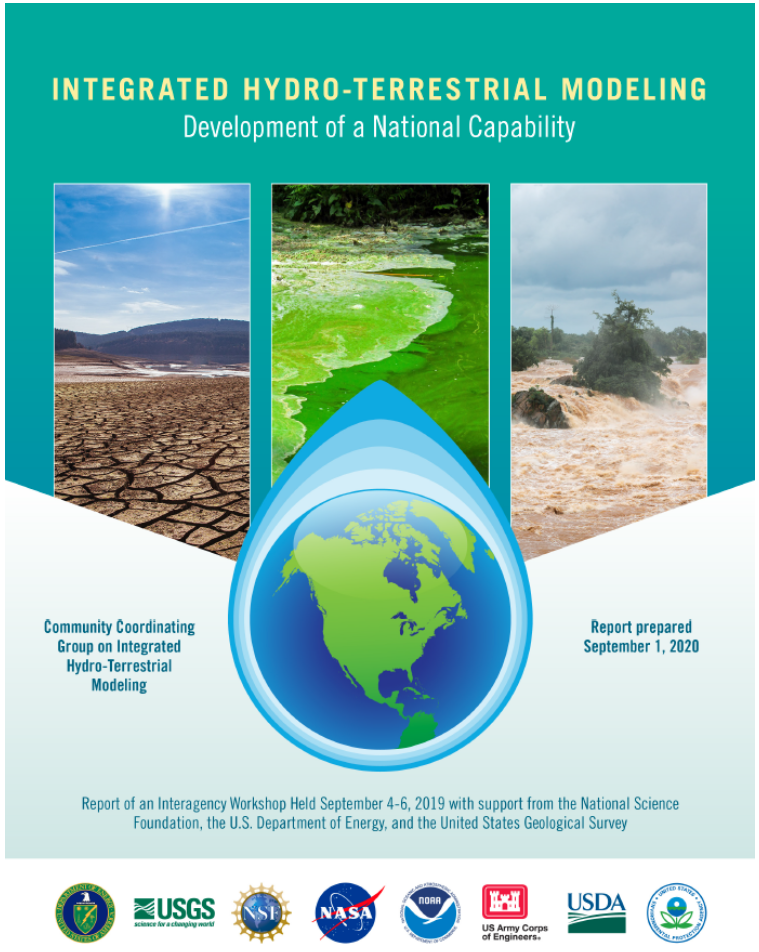 INTEGRATED HYDRO-TERRESTRIAL MODELING
Development of a National Capability
Community Coordinating
Group on Integrated
Hydro-Terrestrial
Modeling
Report prepared
September 1, 2020
Report of an Interagency Workshop Held September 4-6, 2019 with support from the National Science
Foundation, the U.S. Department of Energy, and the United States Geological Survey
USGS
science for a changing world
NSF
NASA
NOAA
US Army Corps
of Engineers®
USDA
UNITED STATES